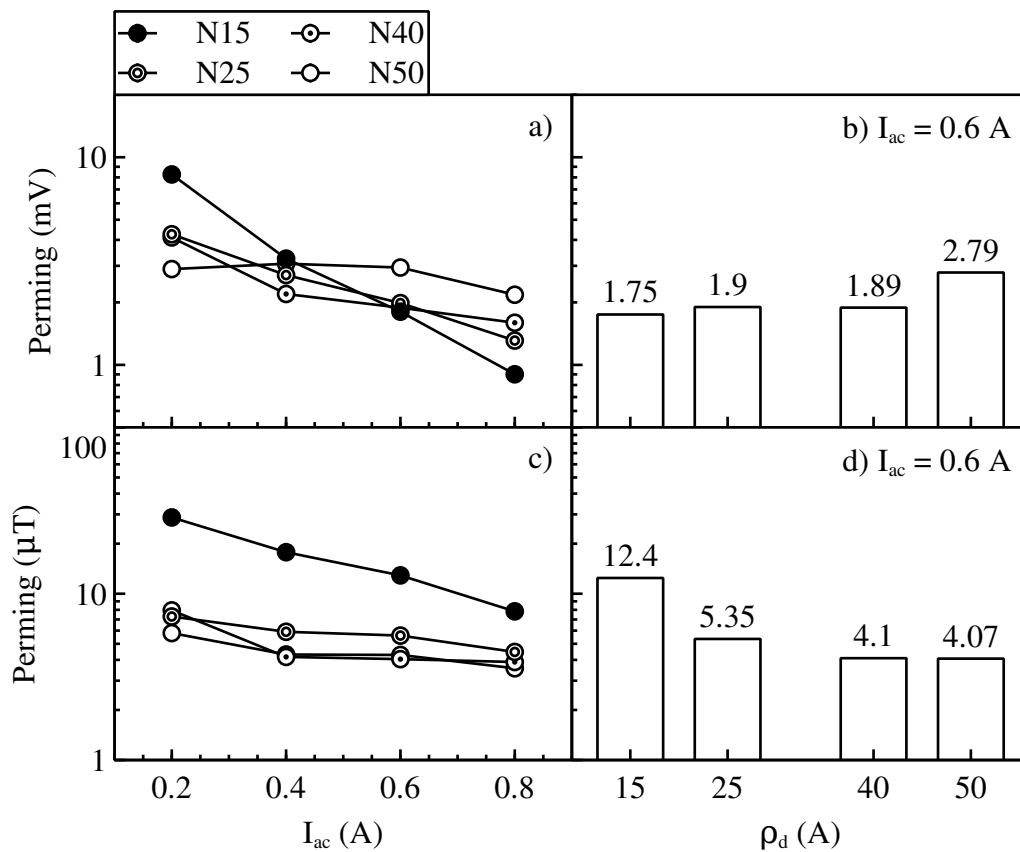 N15 N40
N25 N50
a)
b) I_ac = 0.6 A
Perming (mV)
10
1
1.75 1.9 1.89 2.79
c)
d) I_ac = 0.6 A
Perming (µT)
100
10
1
12.4 5.35 4.1 4.07
0.2 0.4 0.6 0.8
15 25 40 50
I_ac (A)
ρ_d (A)